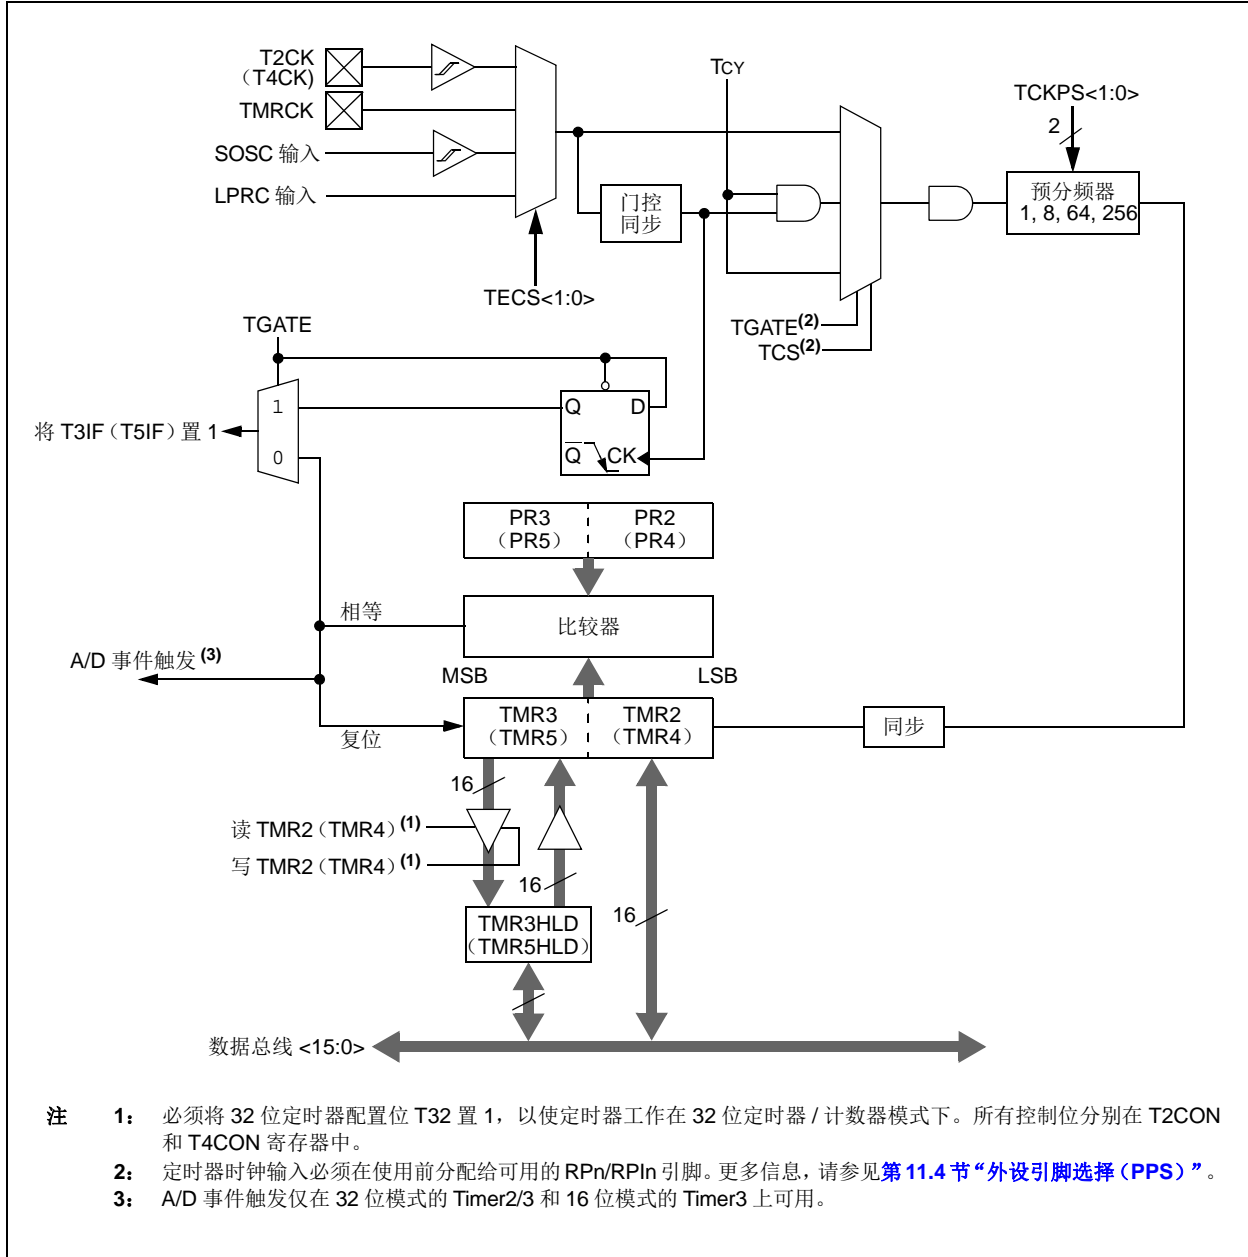 T2CK
（T4CK）
TMRCK
SOSC 输入
LPRC 输入
TECS<1:0>
门控
同步
TCY
TGATE(2)
TCS(2)
TCKPS<1:0>
2
预分频器
1, 8, 64, 256
TGATE
1
0
将 T3IF（T5IF）置 1
Q
D
Q
CK
PR3
（PR5）
PR2
（PR4）
相等
比较器
A/D 事件触发 (3)
MSB
LSB
复位
TMR3
（TMR5）
TMR2
（TMR4）
同步
16
读 TMR2（TMR4）(1)
写 TMR2（TMR4）(1)
16
16
TMR3HLD
（TMR5HLD）
数据总线 <15:0>
注 1： 必须将 32 位定时器配置位 T32 置 1，以使定时器工作在 32 位定时器 / 计数器模式下。所有控制位分别在 T2CON
和 T4CON 寄存器中。
2： 定时器时钟输入必须在使用前分配给可用的 RPn/RPIn 引脚。更多信息，请参见第 11.4 节“外设引脚选择（PPS）”。
3： A/D 事件触发仅在 32 位模式的 Timer2/3 和 16 位模式的 Timer3 上可用。